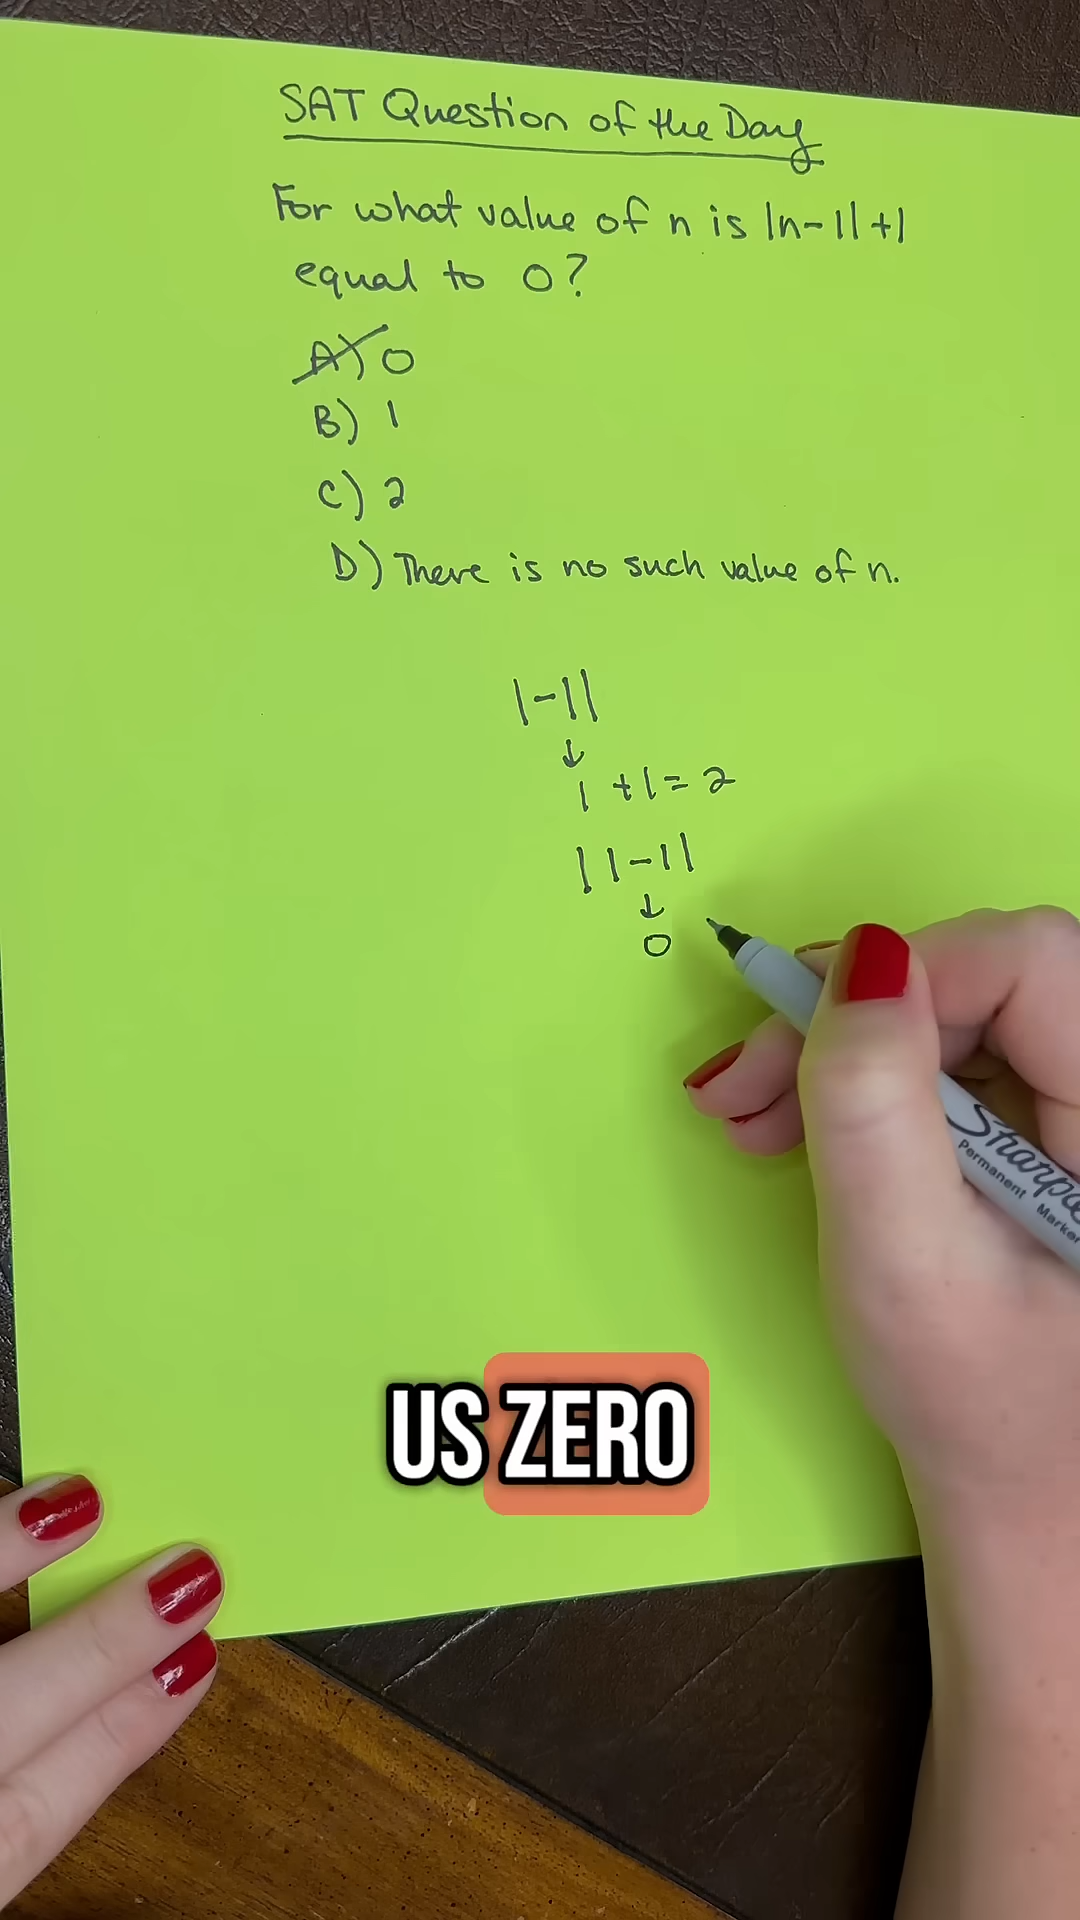 SAT Question of the Day
For what value of n is |n-1|+1
equal to 0?
A) 0
B) 1
C) 2
D) There is no such value of n.
|-1|
↓
1 +1= 2
|1-1|
↓
0
Sharpie
Permanent Marker
US ZERO